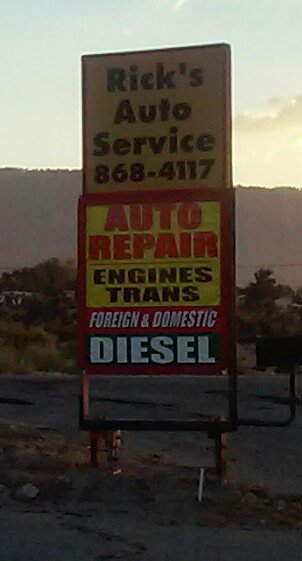 Rick's
Auto
Service
868-4117
AUTO
REPAIR
ENGINES
TRANS
FOREIGN & DOMESTIC
DIESEL